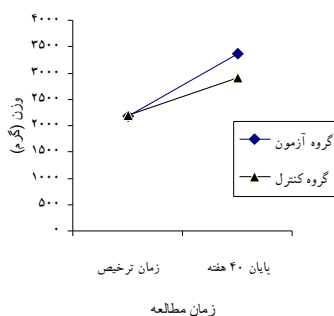 ۴۰۰۰
۳۵۰۰
۳۰۰۰
۲۵۰۰
۲۰۰۰
۱۵۰۰
۱۰۰۰
۵۰۰
۰
وزن (گرم)
گروه آزمون
گروه کنترل
زمان ترخیص
پایان ۴۰ هفته
زمان مطالعه